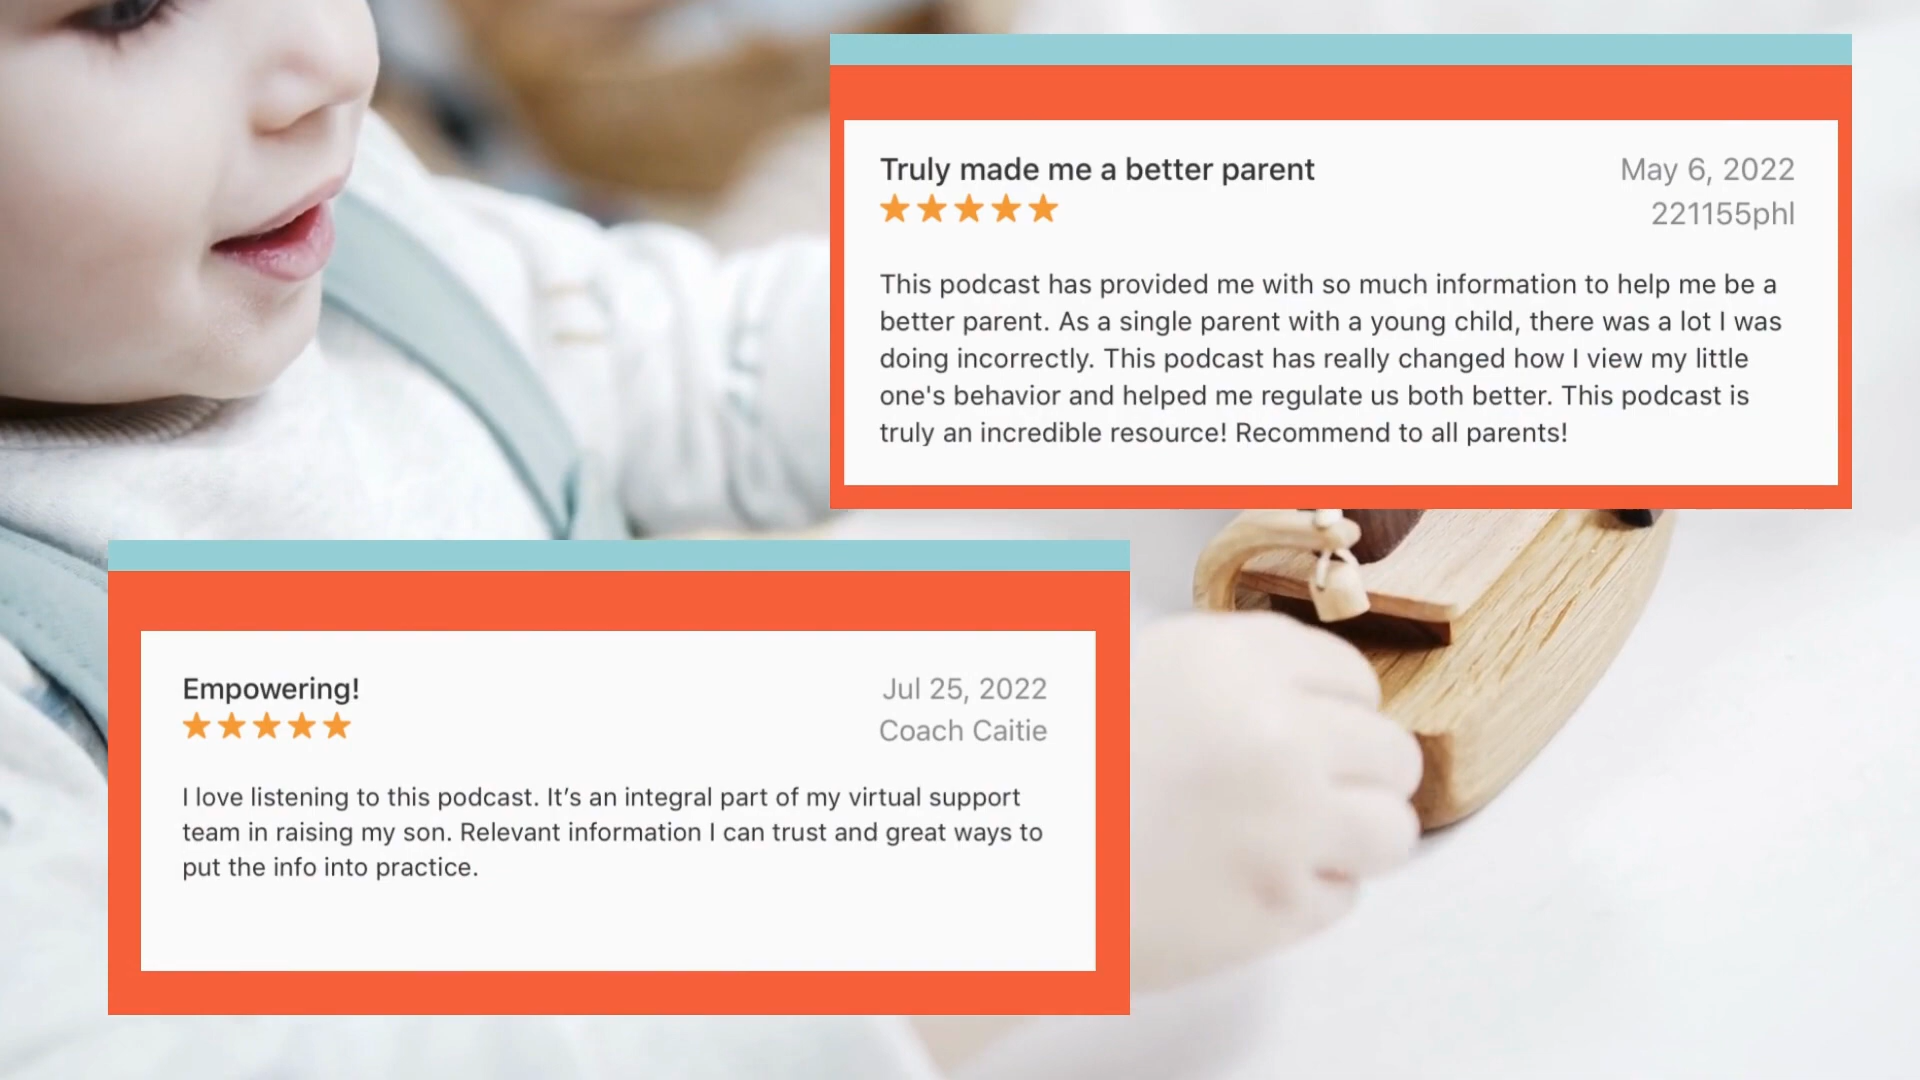 Truly made me a better parent
May 6, 2022
221155phl
This podcast has provided me with so much information to help me be a
better parent. As a single parent with a young child, there was a lot I was
doing incorrectly. This podcast has really changed how I view my little
one's behavior and helped me regulate us both better. This podcast is
truly an incredible resource! Recommend to all parents!
Empowering!
Jul 25, 2022
Coach Caitie
I love listening to this podcast. It’s an integral part of my virtual support
team in raising my son. Relevant information I can trust and great ways to
put the info into practice.